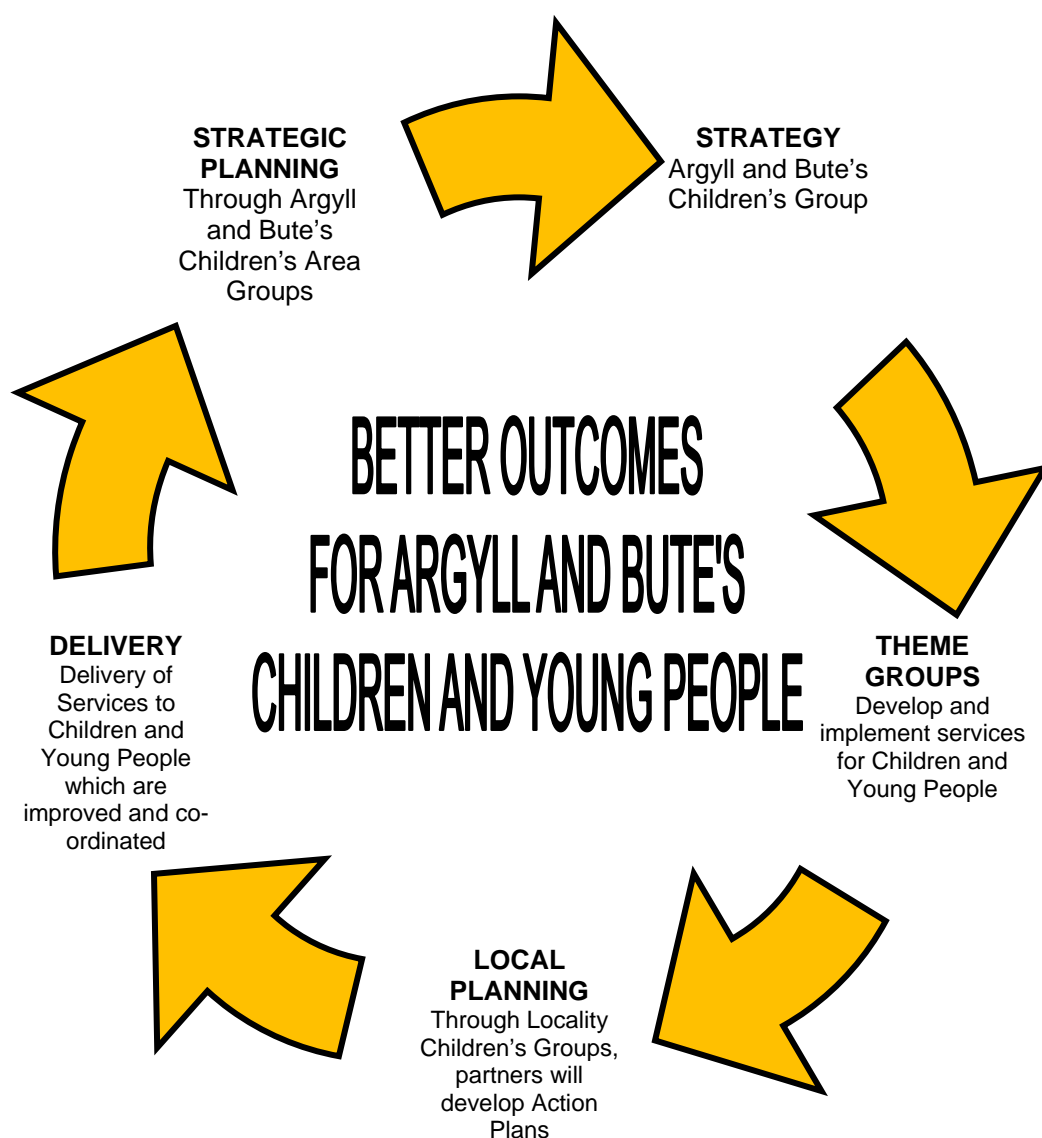 STRATEGIC
PLANNING
Through Argyll
and Bute's
Children's Area
Groups
STRATEGY
Argyll and Bute's
Children's Group
BETTER OUTCOMES
FOR ARGYLL AND BUTE'S
CHILDREN AND YOUNG PEOPLE
THEME
GROUPS
Develop and
implement services
for Children and
Young People
DELIVERY
Delivery of
Services to
Children and
Young People
which are
improved and co-
ordinated
LOCAL
PLANNING
Through Locality
Children's Groups,
partners will
develop Action
Plans